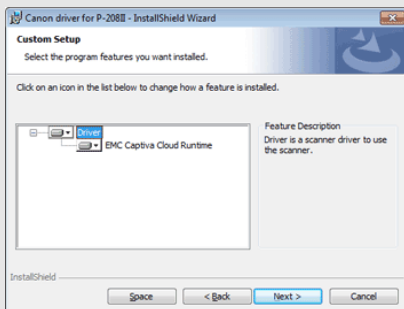 Canon driver for P-208II - InstallShield Wizard
Custom Setup
Select the program features you want installed.
Click on an icon in the list below to change how a feature is installed.
Driver
EMC Captiva Cloud Runtime
Feature Description
Driver is a scanner driver to use
the scanner.
InstallShield
Space
< Back
Next >
Cancel